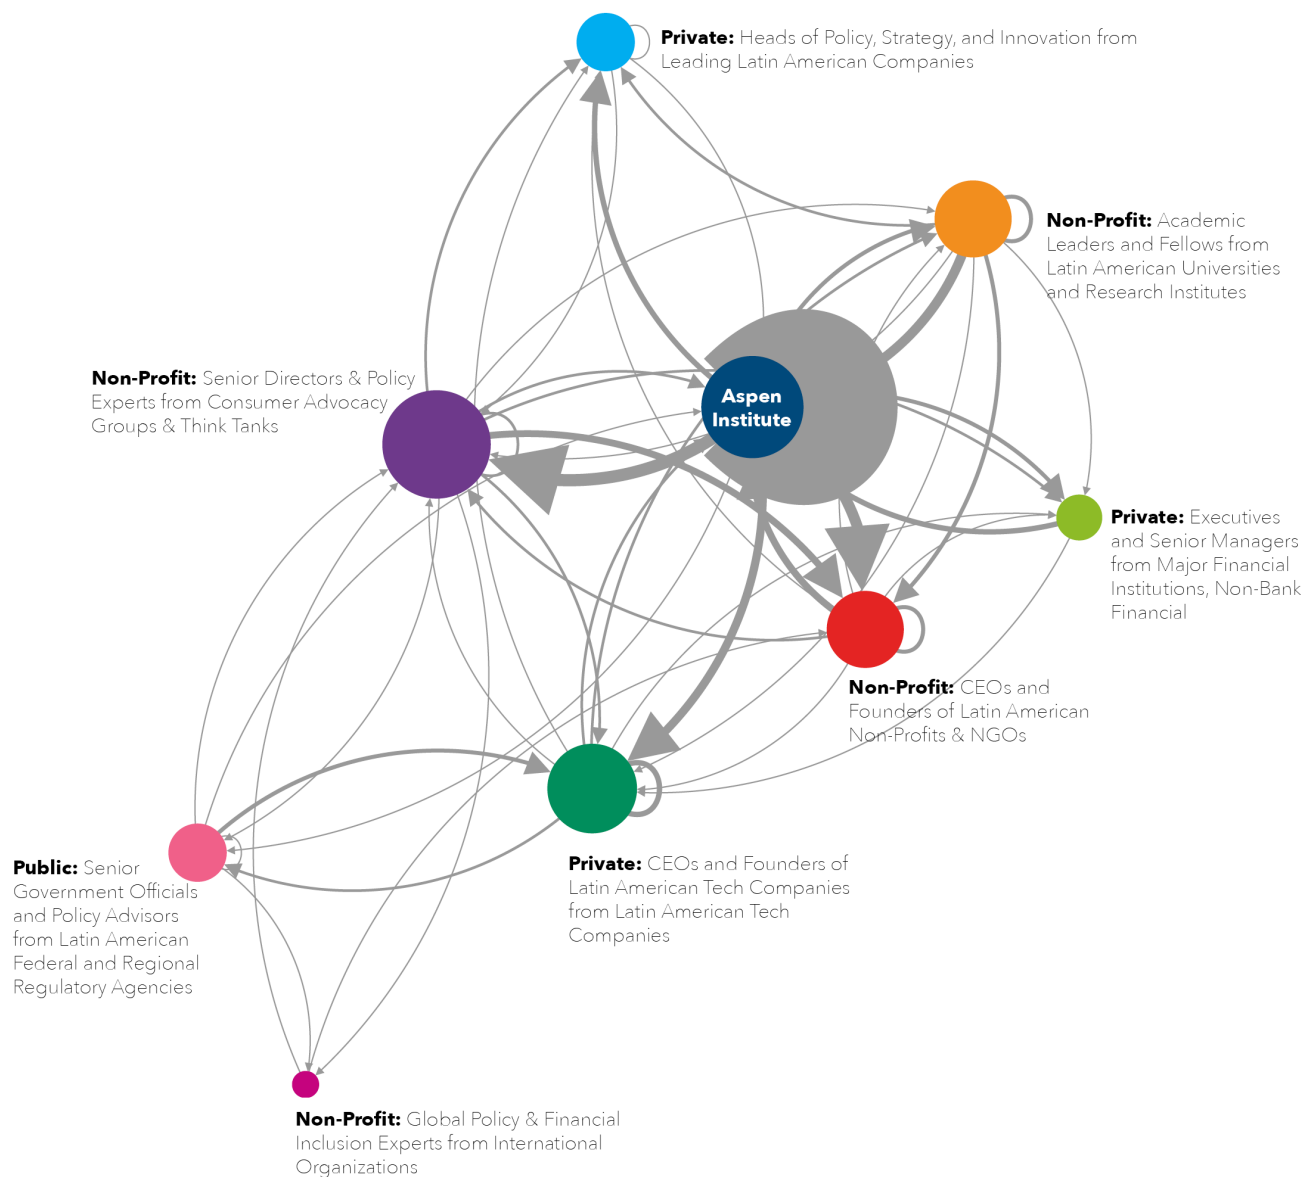 Private: Heads of Policy, Strategy, and Innovation from
Leading Latin American Companies
Non-Profit: Academic
Leaders and Fellows from
Latin American Universities
and Research Institutes
Non-Profit: Senior Directors & Policy
Experts from Consumer Advocacy
Groups & Think Tanks
Aspen
Institute
Private: Executives
and Senior Managers
from Major Financial
Institutions, Non-Bank
Financial
Non-Profit: CEOs and
Founders of Latin American
Non-Profits & NGOs
Private: CEOs and Founders of
Latin American Tech Companies
from Latin American Tech
Companies
Public: Senior
Government Officials
and Policy Advisors
from Latin American
Federal and Regional
Regulatory Agencies
Non-Profit: Global Policy & Financial
Inclusion Experts from International
Organizations